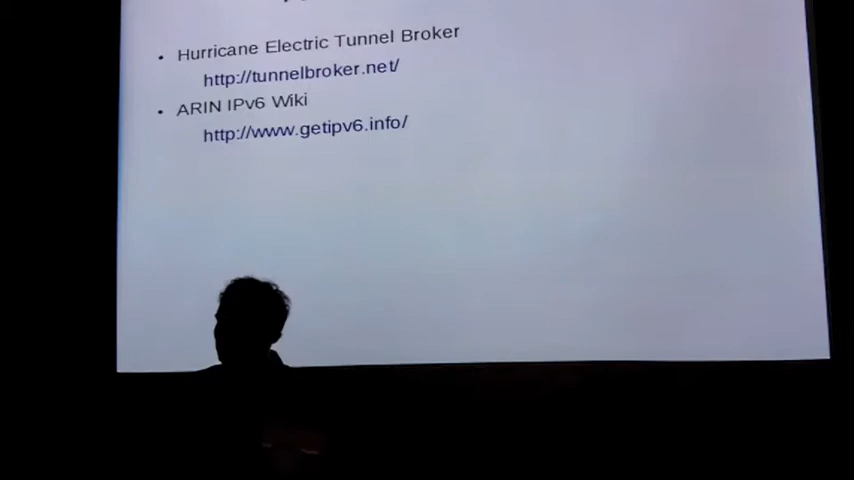 • Hurricane Electric Tunnel Broker
http://tunnelbroker.net/
• ARIN IPv6 Wiki
http://www.getipv6.info/